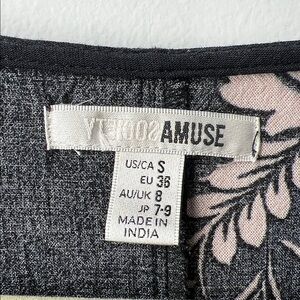 AMUSE SOCIETY
US/CA S
EU 36
AU/UK 8
JP 7-9
MADE IN
INDIA